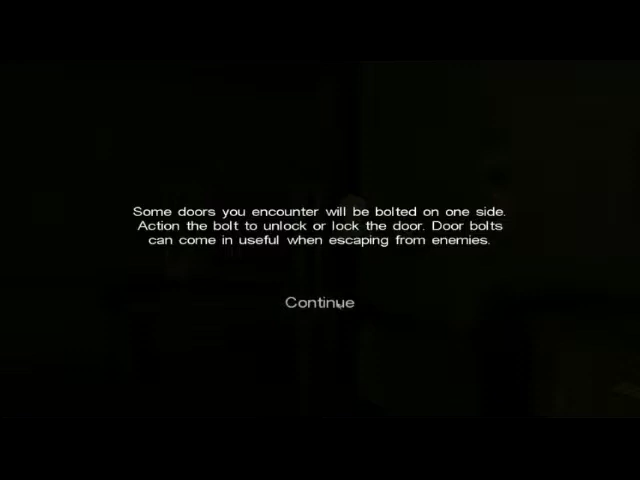 Some doors you encounter will be bolted on one side.
Action the bolt to unlock or lock the door. Door bolts
can come in useful when escaping from enemies.
Continue